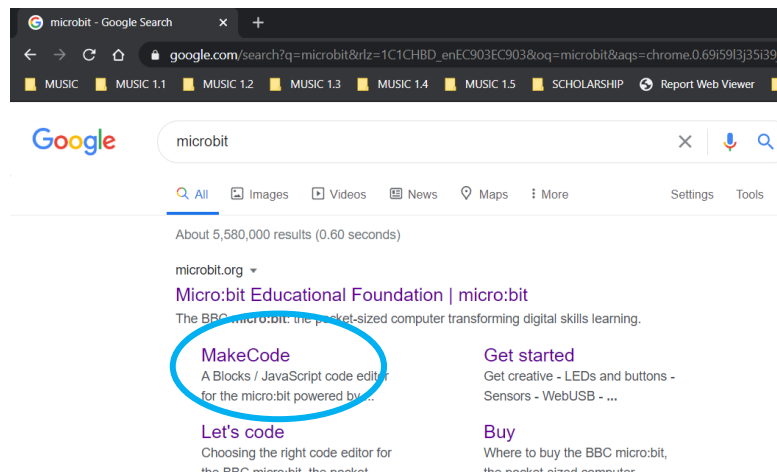 microbit - Google Search
google.com/search?q=microbit&rlz=1C1CHBD_enEC903EC903&oq=microbit&aqs=chrome.0.69i59l3j35i39
MUSIC MUSIC 1.1 MUSIC 1.2 MUSIC 1.3 MUSIC 1.4 MUSIC 1.5 SCHOLARSHIP Report Web Viewer
Google microbit
All Images Videos News Maps More Settings Tools
About 5,580,000 results (0.60 seconds)
microbit.org
Micro:bit Educational Foundation | micro:bit
The BBC micro:bit: the pocket-sized computer transforming digital skills learning.
MakeCode
A Blocks / JavaScript code editor
for the micro:bit powered by ...
Get started
Get creative - LEDs and buttons -
Sensors - WebUSB - ...
Let's code
Choosing the right code editor for
the BBC micro:bit, the pocket
Buy
Where to buy the BBC micro:bit,
the pocket-sized computer